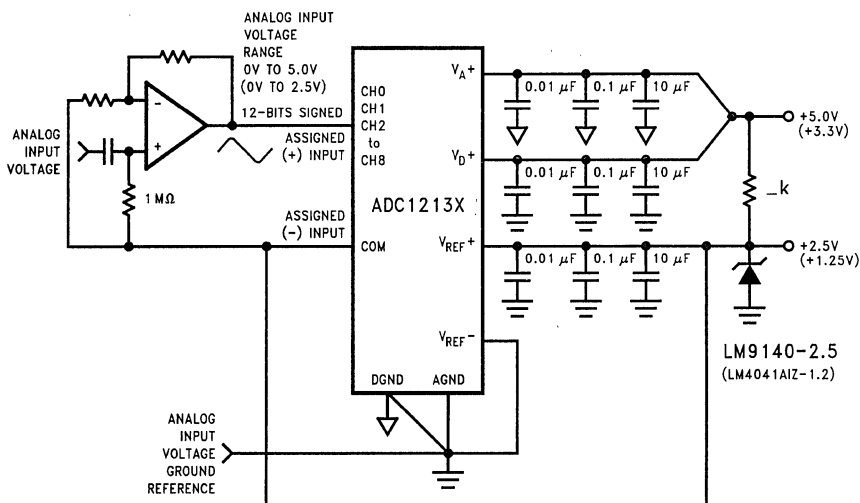 ANALOG INPUT
VOLTAGE
RANGE
0V TO 5.0V
(0V TO 2.5V)
12-BITS SIGNED
ASSIGNED
(+) INPUT
ANALOG
INPUT
VOLTAGE
-
+
1 MΩ
ASSIGNED
(-) INPUT
CH0
CH1
CH2
to
CH8
ADC1213X
COM
VA+
VD+
VREF+
VREF-
DGND
AGND
0.01 μF
0.1 μF
10 μF
0.01 μF
0.1 μF
10 μF
0.01 μF
0.1 μF
10 μF
+5.0V
(+3.3V)
_k
+2.5V
(+1.25V)
LM9140-2.5
(LM4041AIZ-1.2)
ANALOG
INPUT
VOLTAGE
GROUND
REFERENCE